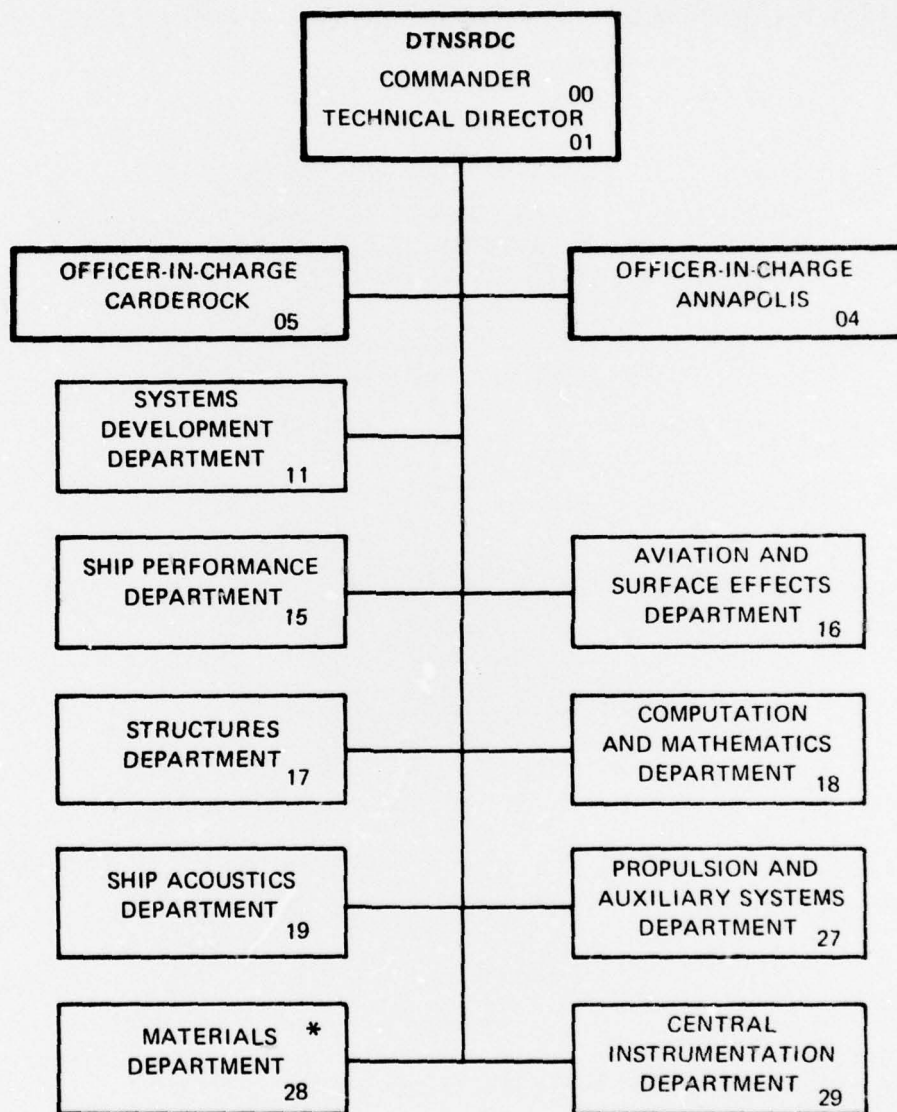 DTNSRDC
COMMANDER
00
TECHNICAL DIRECTOR
01
OFFICER-IN-CHARGE
CARDEROCK
05
OFFICER-IN-CHARGE
ANNAPOLIS
04
SYSTEMS
DEVELOPMENT
DEPARTMENT
11
SHIP PERFORMANCE
DEPARTMENT
15
AVIATION AND
SURFACE EFFECTS
DEPARTMENT
16
STRUCTURES
DEPARTMENT
17
COMPUTATION
AND MATHEMATICS
DEPARTMENT
18
SHIP ACOUSTICS
DEPARTMENT
19
PROPULSION AND
AUXILIARY SYSTEMS
DEPARTMENT
27
MATERIALS *
DEPARTMENT
28
CENTRAL
INSTRUMENTATION
DEPARTMENT
29